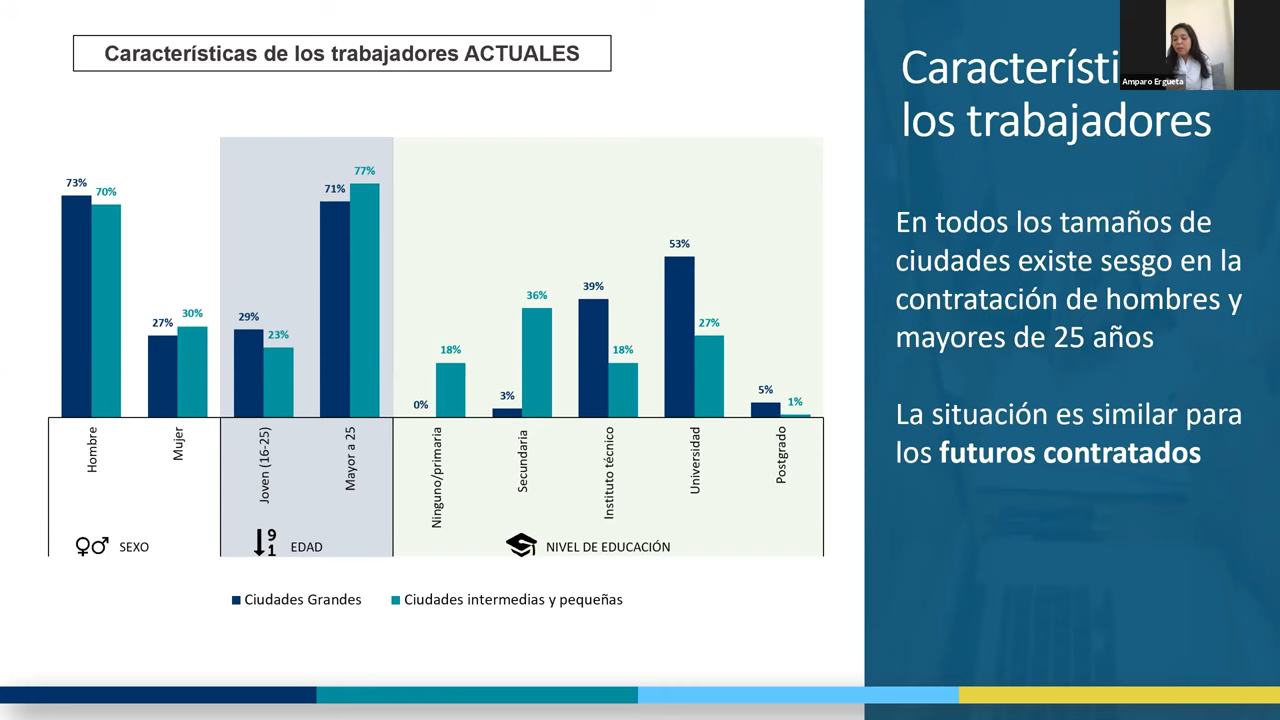 Características de los trabajadores ACTUALES
73%
70%
27%
30%
29%
23%
71%
77%
0%
18%
3%
36%
39%
18%
53%
27%
5%
1%
Hombre
Mujer
Joven (16-25)
Mayor a 25
Ninguno/primaria
Secundaria
Instituto técnico
Universidad
Postgrado
SEXO
9
1
EDAD
NIVEL DE EDUCACIÓN
Ciudades Grandes
Ciudades intermedias y pequeñas
Amparo Ergueta
Característi
los trabajadores
En todos los tamaños de
ciudades existe sesgo en la
contratación de hombres y
mayores de 25 años
La situación es similar para
los futuros contratados